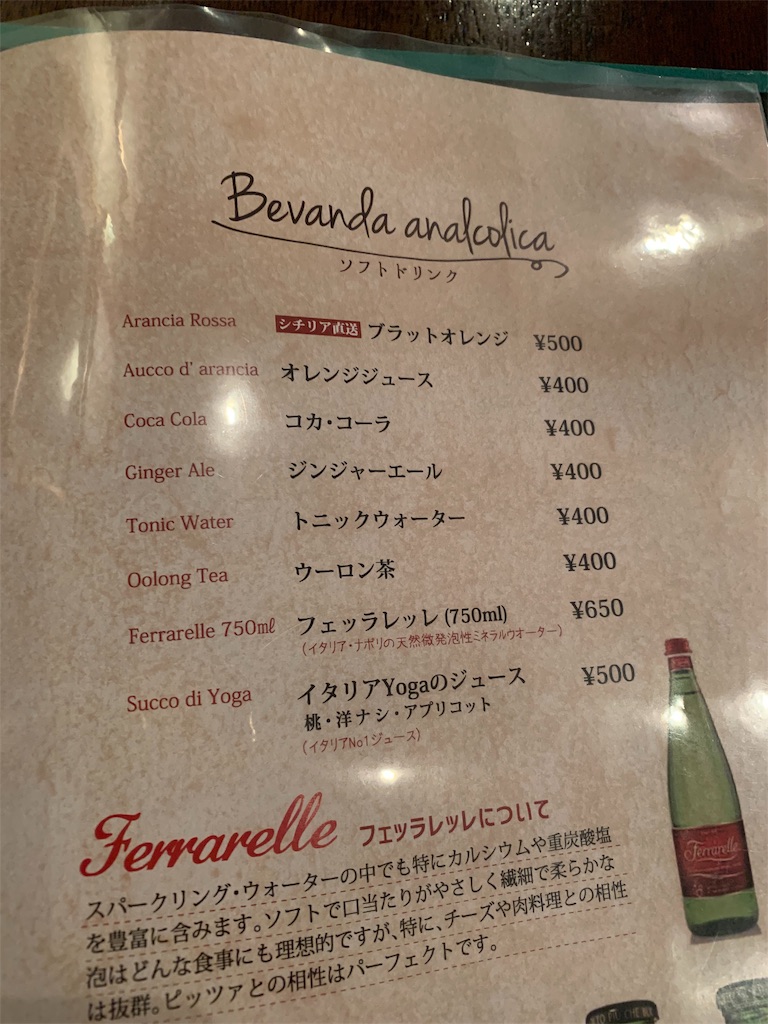 Bevanda analcolica
ソフトドリンク
Arancia Rossa シチリア直送 ブラットオレンジ ¥500
Aucco d' arancia オレンジジュース ¥400
Coca Cola コカ・コーラ ¥400
Ginger Ale ジンジャーエール ¥400
Tonic Water トニックウォーター ¥400
Oolong Tea ウーロン茶 ¥400
Ferrarelle 750㎖ フェッラレッレ (750ml) ¥650
(イタリア・ナポリの天然微発泡性ミネラルウオーター)
Succo di Yoga イタリアYogaのジュース ¥500
桃・洋ナシ・アプリコット
(イタリアNo1ジュース)
Ferrarelle フェッラレッレについて
スパークリング・ウォーターの中でも特にカルシウムや重炭酸塩
を豊富に含みます。ソフトで口当たりがやさしく繊細で柔らかな
泡はどんな食事にも理想的ですが、特に、チーズや肉料理との相性
は抜群。ピッツァとの相性はパーフェクトです。
Ferrarelle